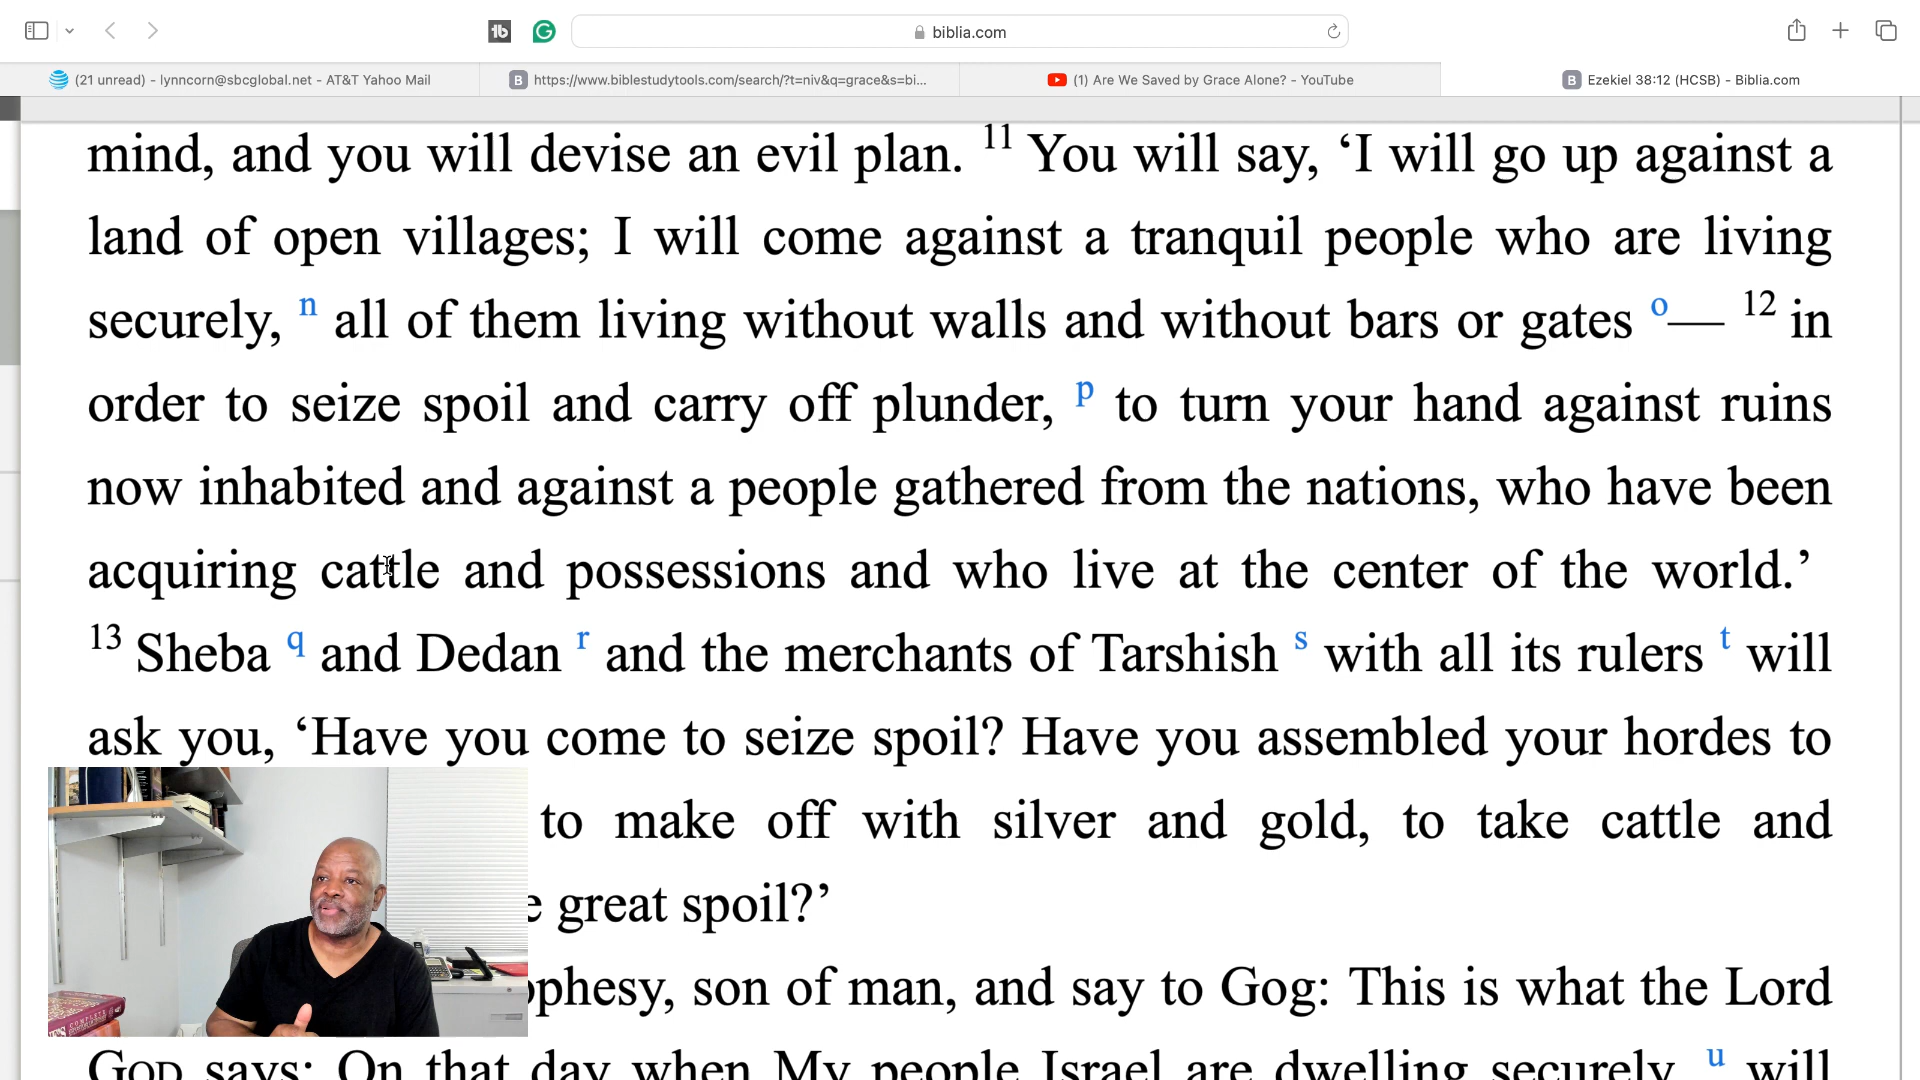 biblia.com
(21 unread) - lynncorn@sbcglobal.net - AT&T Yahoo Mail
https://www.biblestudytools.com/search/?t=niv&q=grace&s=bi...
(1) Are We Saved by Grace Alone? - YouTube
Ezekiel 38:12 (HCSB) - Biblia.com
mind, and you will devise an evil plan. 11 You will say, ‘I will go up against a
land of open villages; I will come against a tranquil people who are living
securely, n all of them living without walls and without bars or gates o— 12 in
order to seize spoil and carry off plunder, p to turn your hand against ruins
now inhabited and against a people gathered from the nations, who have been
acquiring cattle and possessions and who live at the center of the world.’
13 Sheba q and Dedan r and the merchants of Tarshish s with all its rulers t will
ask you, ‘Have you come to seize spoil? Have you assembled your hordes to
to make off with silver and gold, to take cattle and
great spoil?’
son of man, and say to Gog: This is what the Lord
GOD says: On that day when My people Israel are dwelling securely, u will